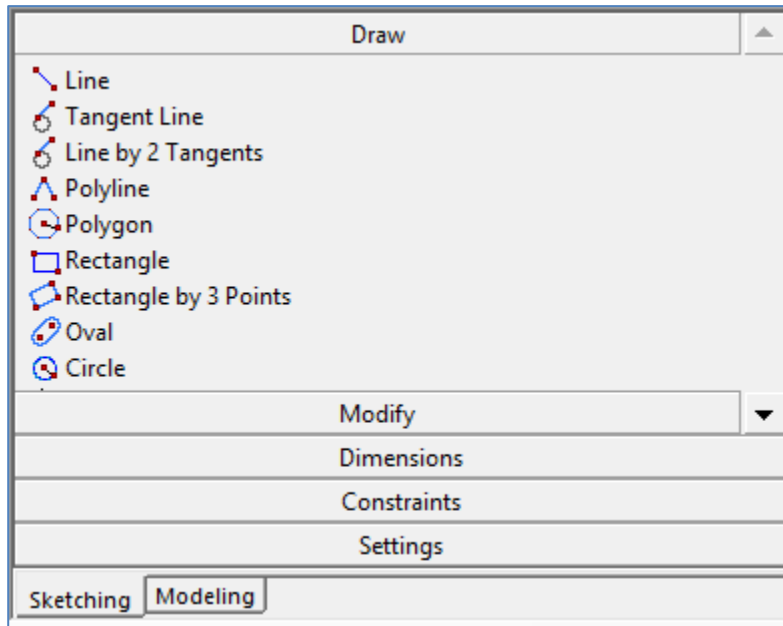 Draw
Line
Tangent Line
Line by 2 Tangents
Polyline
Polygon
Rectangle
Rectangle by 3 Points
Oval
Circle
Modify
Dimensions
Constraints
Settings
Sketching Modeling